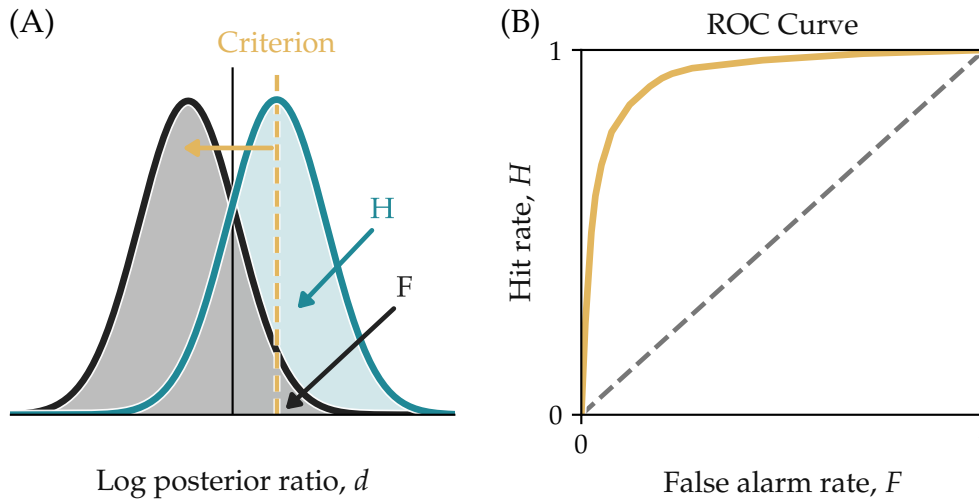 (A)
Criterion
H
F
Log posterior ratio, d
(B)
ROC Curve
1
Hit rate, H
0
0
False alarm rate, F